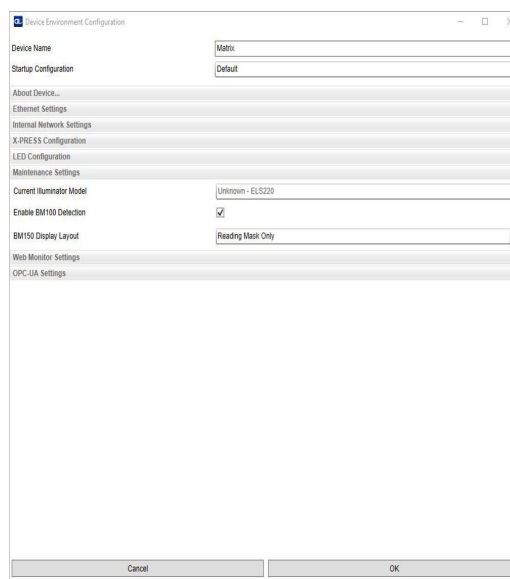 DL Device Environment Configuration
Device Name Matrix
Startup Configuration Default
About Device...
Ethernet Settings
Internal Network Settings
X-PRESS Configuration
LED Configuration
Maintenance Settings
Current Illuminator Model Unknown - ELS220
Enable BM100 Detection
BM150 Display Layout Reading Mask Only
Web Monitor Settings
OPC-UA Settings
Cancel OK